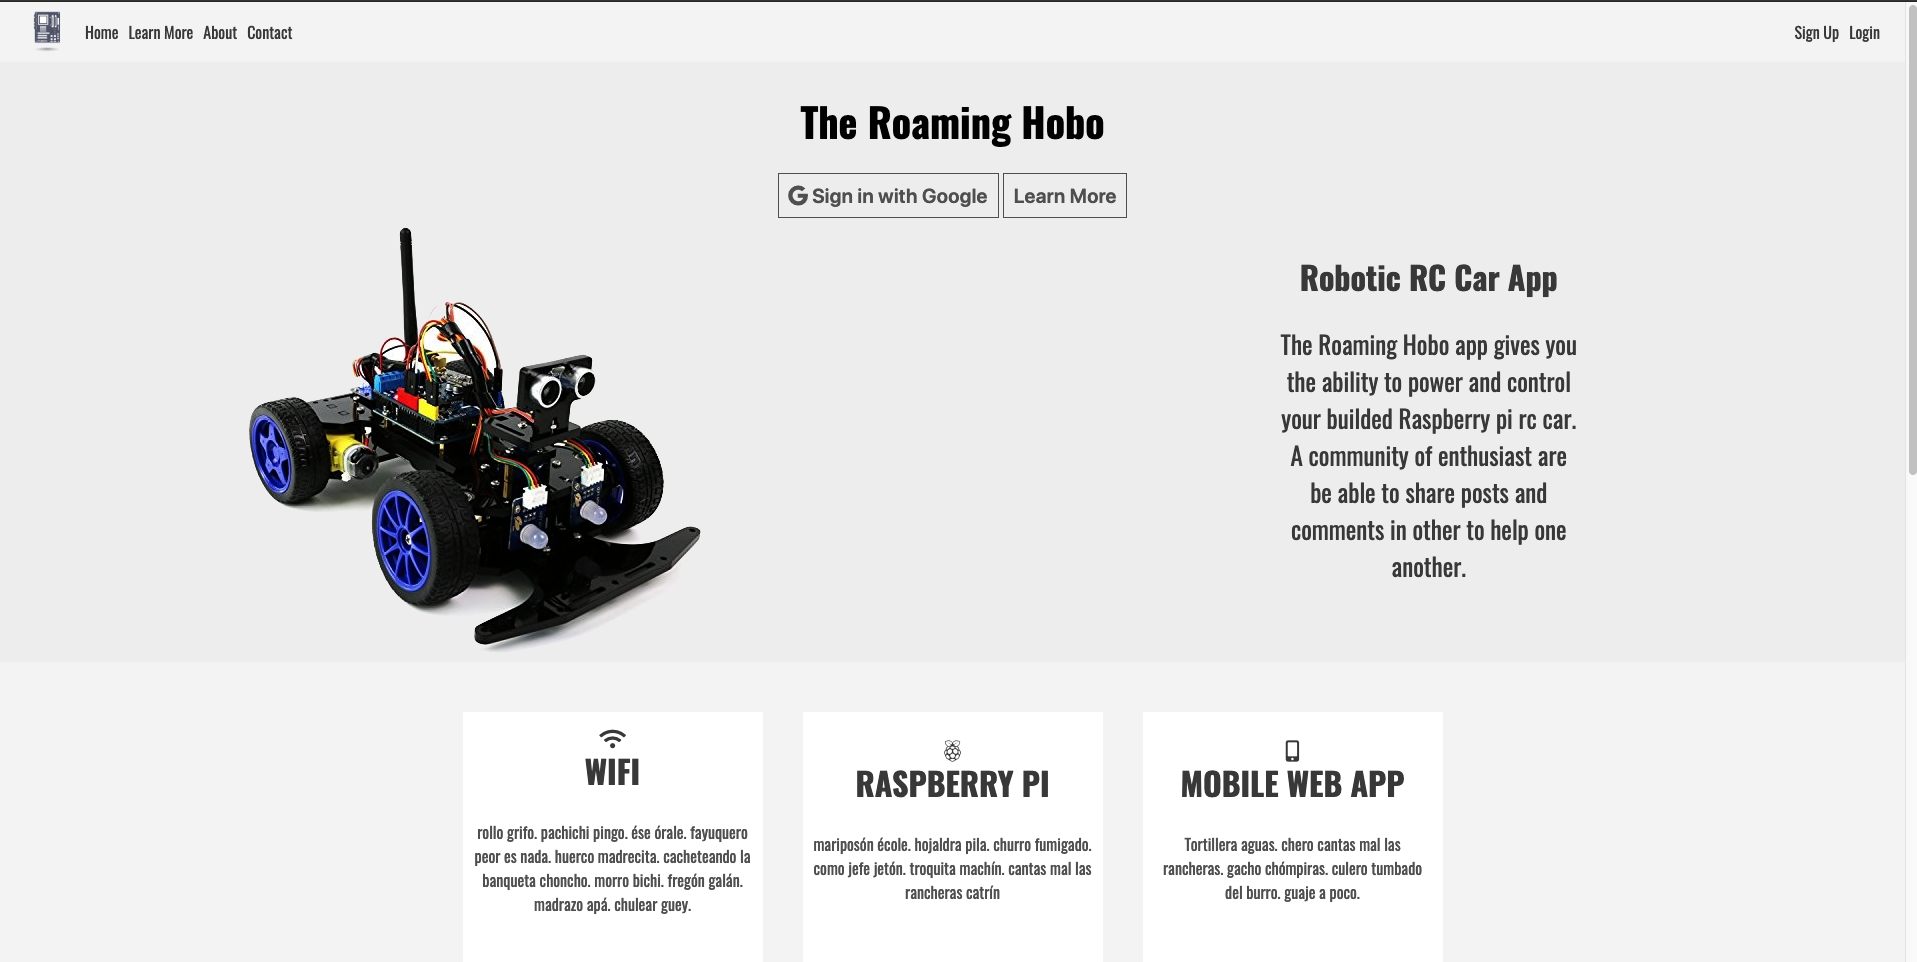 Home Learn More About Contact
Sign Up Login
The Roaming Hobo
Sign in with Google
Learn More
Robotic RC Car App
The Roaming Hobo app gives you
the ability to power and control
your builded Raspberry pi rc car.
A community of enthusiast are
be able to share posts and
comments in other to help one
another.
WIFI
rollo grifo. pachichi pingo. ése órale. fayuquero
peor es nada. huerco madrecita. cacheteando la
banqueta choncho. morro bichi. fregón galán.
madrazo apá. chulear guey.
RASPBERRY PI
mariposón école. hojaldra pila. churro fumigado.
como jefe jetón. troquita machín. cantas mal las
rancheras catrín
MOBILE WEB APP
Tortillera aguas. chero cantas mal las
rancheras. gacho chómpiras. culero tumbado
del burro. guaje a poco.